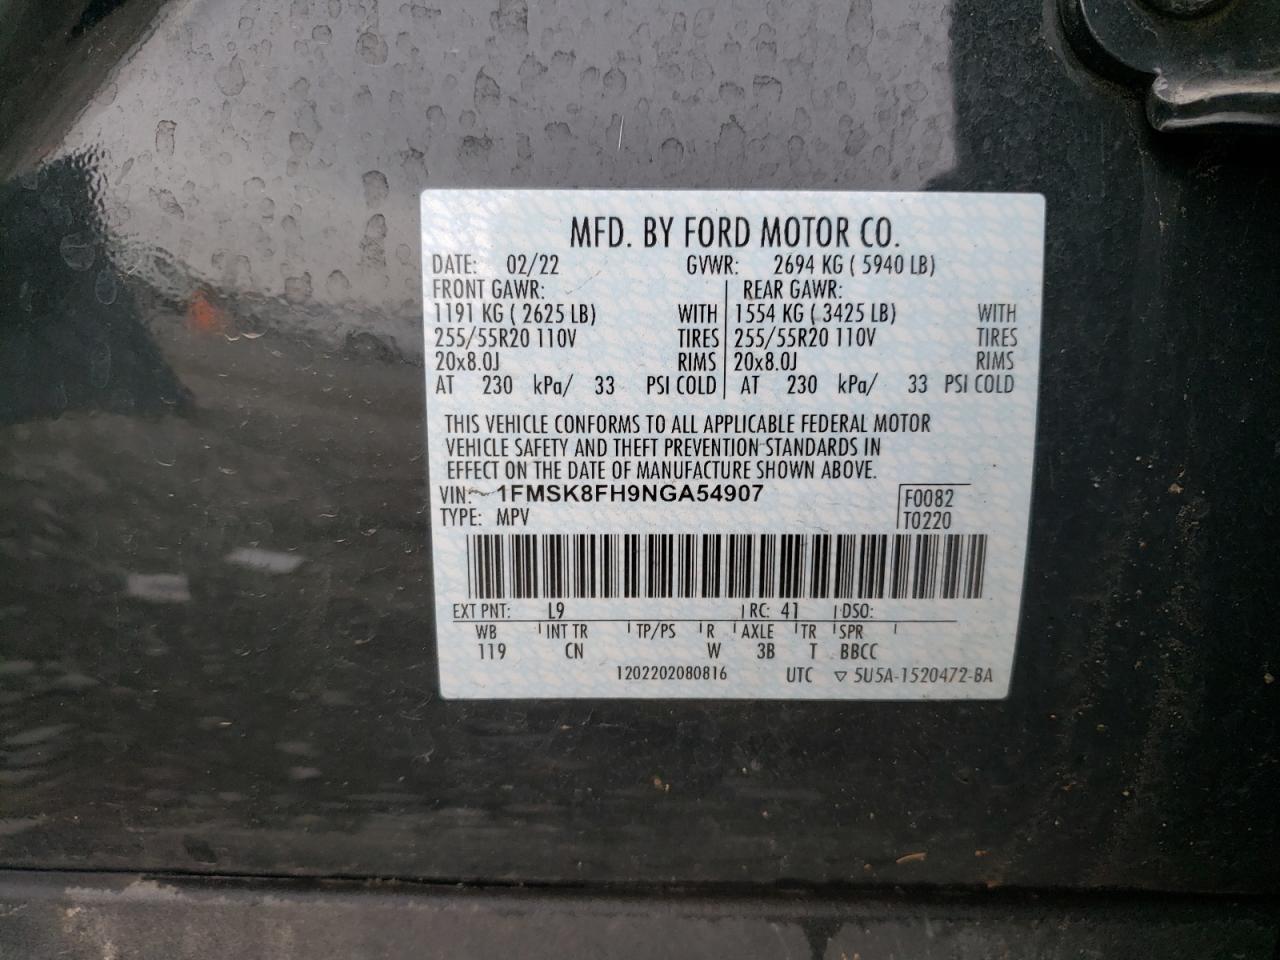 MFD. BY FORD MOTOR CO.
DATE: 02/22 GVWR: 2694 KG ( 5940 LB)
FRONT GAWR: REAR GAWR:
1191 KG ( 2625 LB) WITH 1554 KG ( 3425 LB) WITH
255/55R20 110V TIRES 255/55R20 110V TIRES
20x8.0J RIMS 20x8.0J RIMS
AT 230 kPa/ 33 PSI COLD AT 230 kPa/ 33 PSI COLD
THIS VEHICLE CONFORMS TO ALL APPLICABLE FEDERAL MOTOR
VEHICLE SAFETY AND THEFT PREVENTION STANDARDS IN
EFFECT ON THE DATE OF MANUFACTURE SHOWN ABOVE.
VIN: 1FMSK8FH9NGA54907 F0082
TYPE: MPV T0220
EXT PNT: L9 RC: 41 DSO:
WB INT TR TP/PS R AXLE TR SPR
119 CN W 3B T BBCC
1202202080816 UTC ▽ 5U5A-1520472-BA